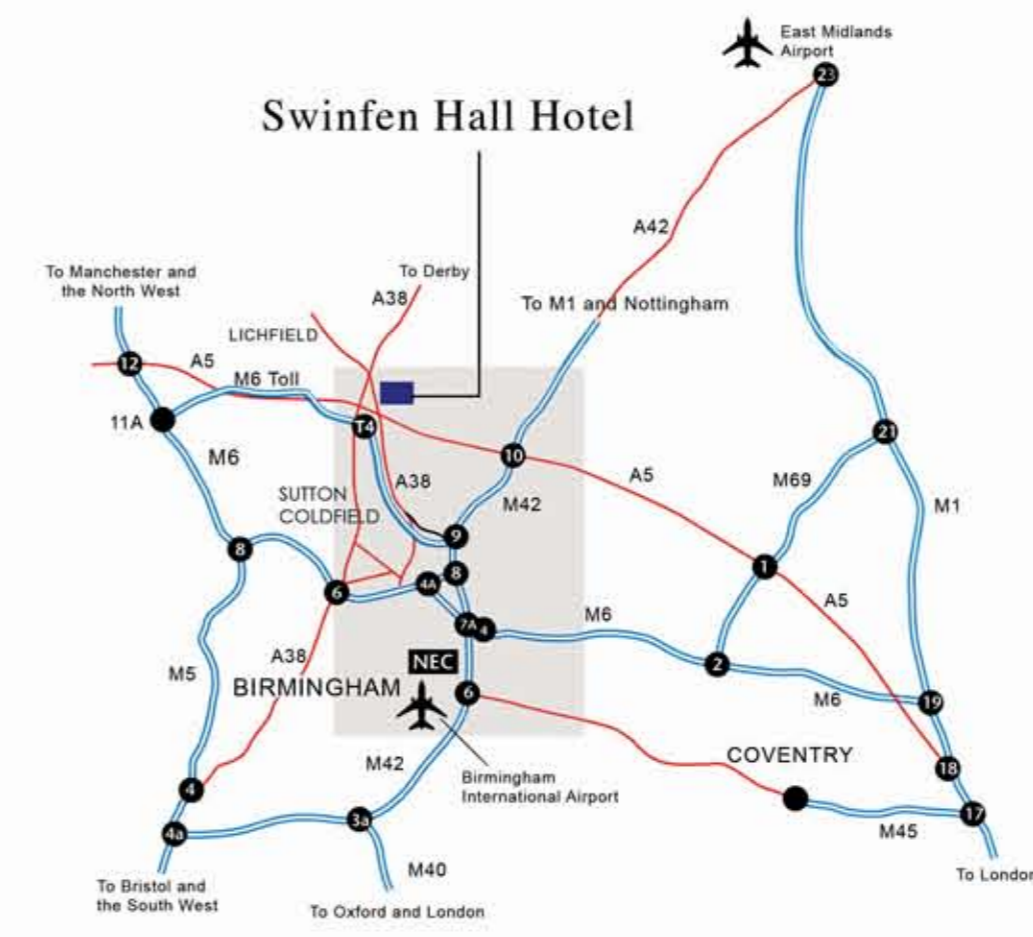 East Midlands
Airport
23
Swinfen Hall Hotel
A42
To Manchester and
the North West
To Derby
A38
To M1 and Nottingham
LICHFIELD
12
A5
M6 Toll
11A
T4
21
M6
10
A5
M69
A38
M42
M1
SUTTON
COLDFIELD
9
8
8
1
4A
6
A5
7A
4
M6
A38
NEC
2
M5
BIRMINGHAM
6
M6
19
COVENTRY
M42
18
Birmingham
International Airport
4
17
3a
4a
M45
M40
To London
To Bristol and
the South West
To Oxford and London